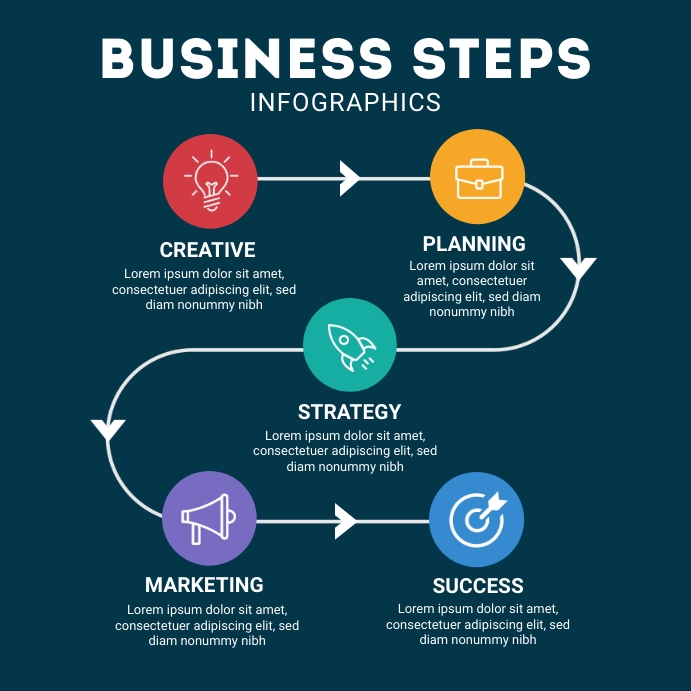 BUSINESS STEPS
INFOGRAPHICS
CREATIVE
Lorem ipsum dolor sit amet,
consectetuer adipiscing elit, sed
diam nonummy nibh
PLANNING
Lorem ipsum dolor sit
amet, consectetuer
adipiscing elit, sed diam
nonummy nibh
STRATEGY
Lorem ipsum dolor sit amet,
consectetuer adipiscing elit, sed
diam nonummy nibh
MARKETING
Lorem ipsum dolor sit amet,
consectetuer adipiscing elit, sed
diam nonummy nibh
SUCCESS
Lorem ipsum dolor sit amet,
consectetuer adipiscing elit, sed
diam nonummy nibh